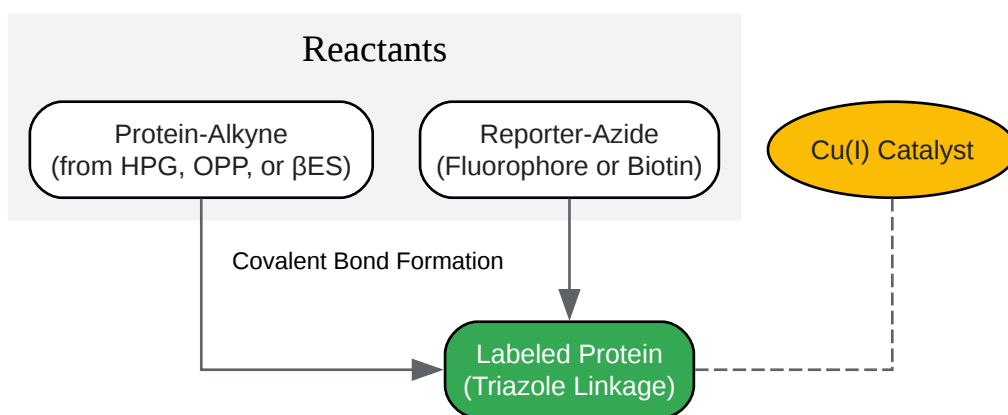 Reactants
Protein-Alkyne
(from HPG, OPP, or βES)
Reporter-Azide
(Fluorophore or Biotin)
Cu(I) Catalyst
Covalent Bond Formation
Labeled Protein
(Triazole Linkage)